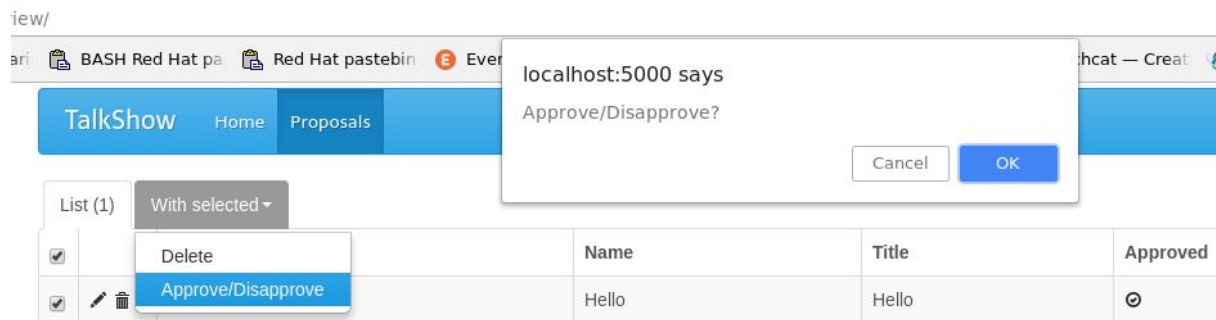 iew/
BASH Red Hat pa Red Hat pastebin Ever hcat — Creat
localhost:5000 says
Approve/Disapprove?
Cancel OK
TalkShow Home Proposals
List (1) With selected
Delete
Approve/Disapprove
Name Title Approved
Hello Hello